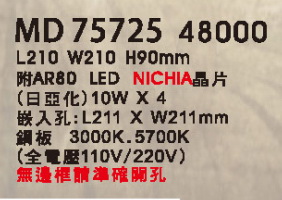 MD 75725 48000
L210 W210 H90mm
附AR80 LED NICHIA晶片
(日亞化)10W X 4
嵌入孔:L211 X W211mm
鋼板 3000K.5700K
(全電壓110V/220V)
無邊框請準確開孔